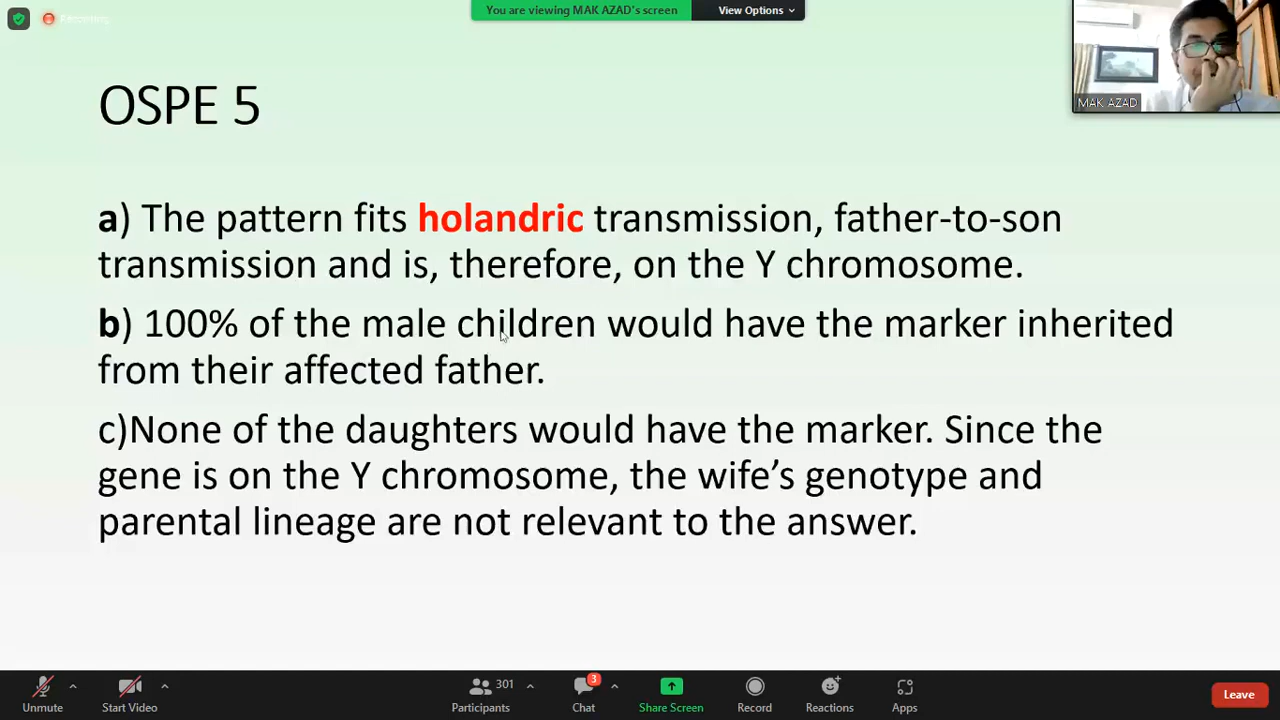 Recording
You are viewing MAK AZAD's screen
View Options
MAK AZAD
OSPE 5
a) The pattern fits holandric transmission, father-to-son
transmission and is, therefore, on the Y chromosome.
b) 100% of the male children would have the marker inherited
from their affected father.
c)None of the daughters would have the marker. Since the
gene is on the Y chromosome, the wife's genotype and
parental lineage are not relevant to the answer.
Unmute
Start Video
301
Participants
3
Chat
Share Screen
Record
Reactions
Apps
Leave